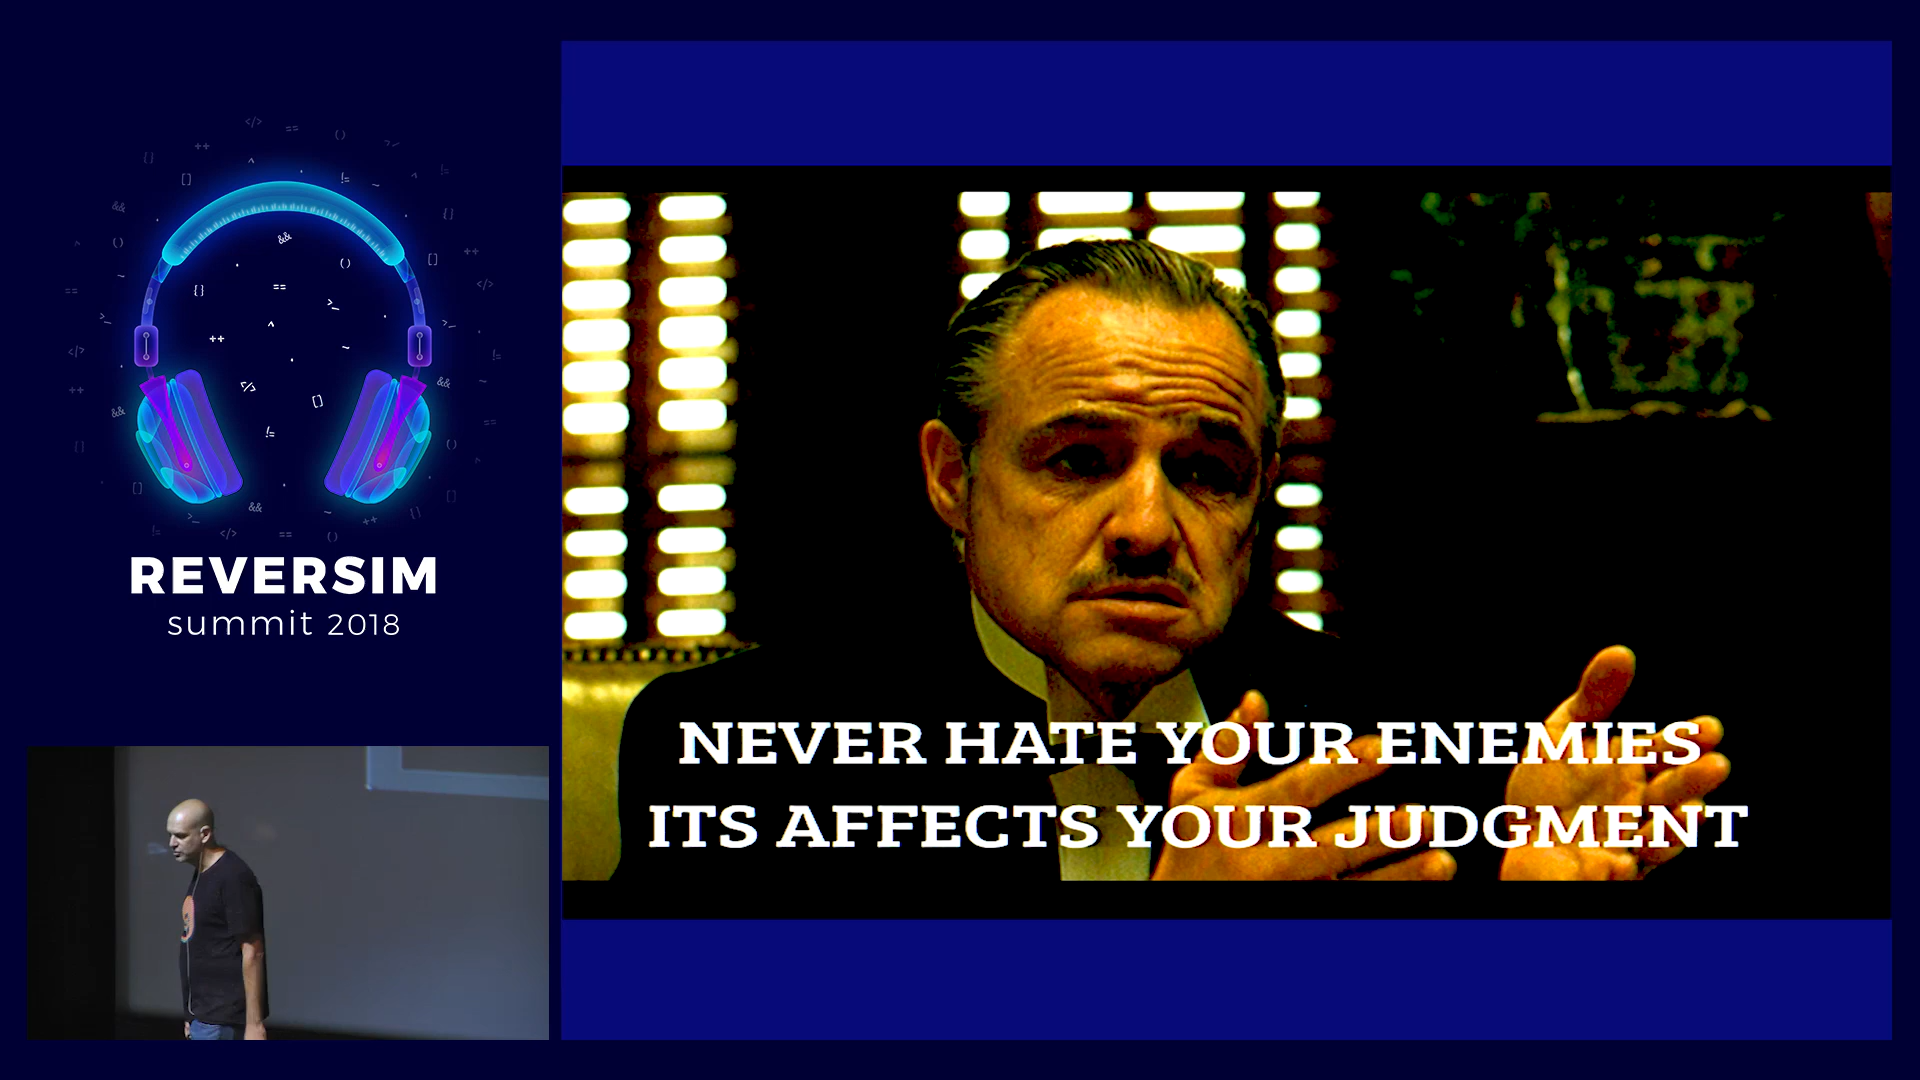 REVERSIM
summit 2018
NEVER HATE YOUR ENEMIES
ITS AFFECTS YOUR JUDGMENT